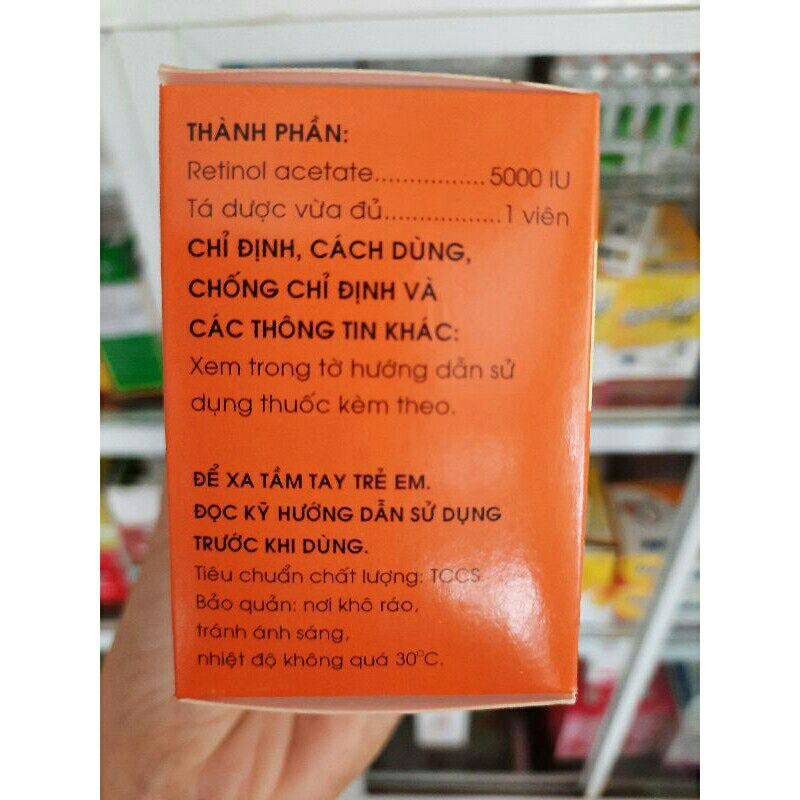 THÀNH PHẦN:
Retinol acetate................ 5000 IU
Tá dược vừa đủ.................1 viên
CHỈ ĐỊNH, CÁCH DÙNG,
CHỐNG CHỈ ĐỊNH VÀ
CÁC THÔNG TIN KHÁC:
Xem trong tờ hướng dẫn sử
dụng thuốc kèm theo.
ĐỂ XA TẦM TAY TRẺ EM.
ĐỌC KỸ HƯỚNG DẪN SỬ DỤNG
TRƯỚC KHI DÙNG.
Tiêu chuẩn chất lượng: TCCS
Bảo quản: nơi khô ráo,
tránh ánh sáng,
nhiệt độ không quá 30°C.